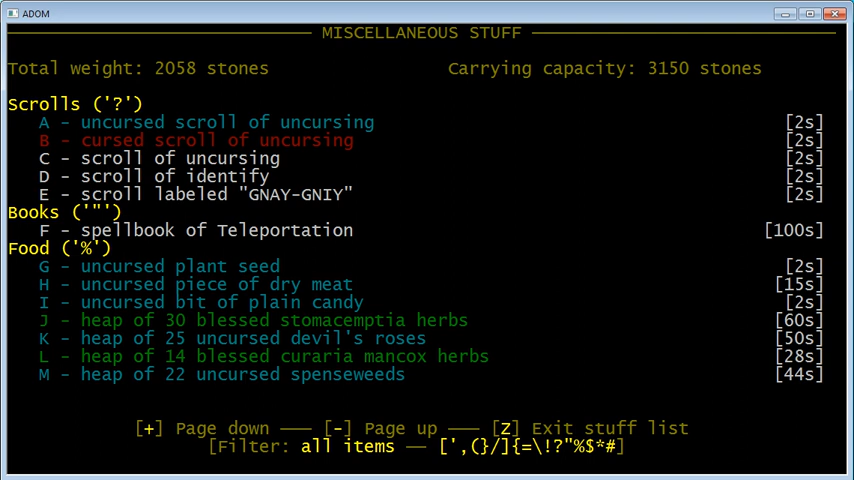 ADOM
MISCELLANEOUS STUFF
Total weight: 2058 stones Carrying capacity: 3150 stones
Scrolls ('?')
A - uncursed scroll of uncursing [2s]
B - cursed scroll of uncursing [2s]
C - scroll of uncursing [2s]
D - scroll of identify [2s]
E - scroll labeled "GNAY-GNIY" [2s]
Books ('"')
F - spellbook of Teleportation [100s]
Food ('%')
G - uncursed plant seed [2s]
H - uncursed piece of dry meat [15s]
I - uncursed bit of plain candy [2s]
J - heap of 30 blessed stomacemptia herbs [60s]
K - heap of 25 uncursed devil's roses [50s]
L - heap of 14 blessed curaria mancox herbs [28s]
M - heap of 22 uncursed spenseweeds [44s]
[+] Page down —— [-] Page up —— [Z] Exit stuff list
[Filter: all items — [',(}/]{=\!?"%$*#]